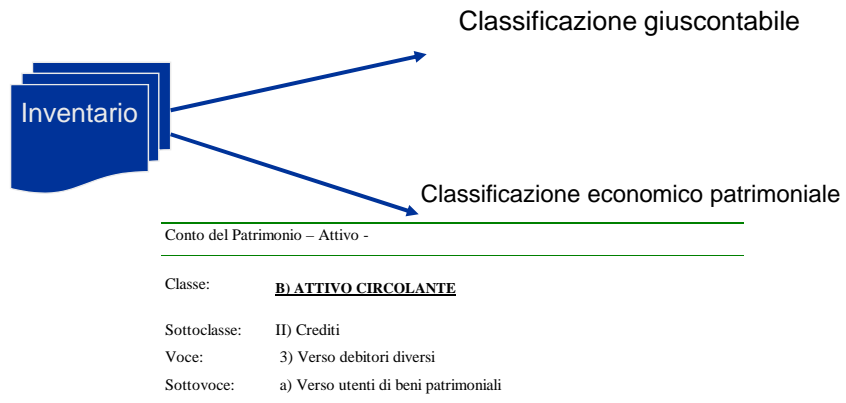 Classificazione giuscontabile
Inventario
Classificazione economico patrimoniale
Conto del Patrimonio – Attivo -
Classe: B) ATTIVO CIRCOLANTE
Sottoclasse: II) Crediti
Voce: 3) Verso debitori diversi
Sottovoce: a) Verso utenti di beni patrimoniali